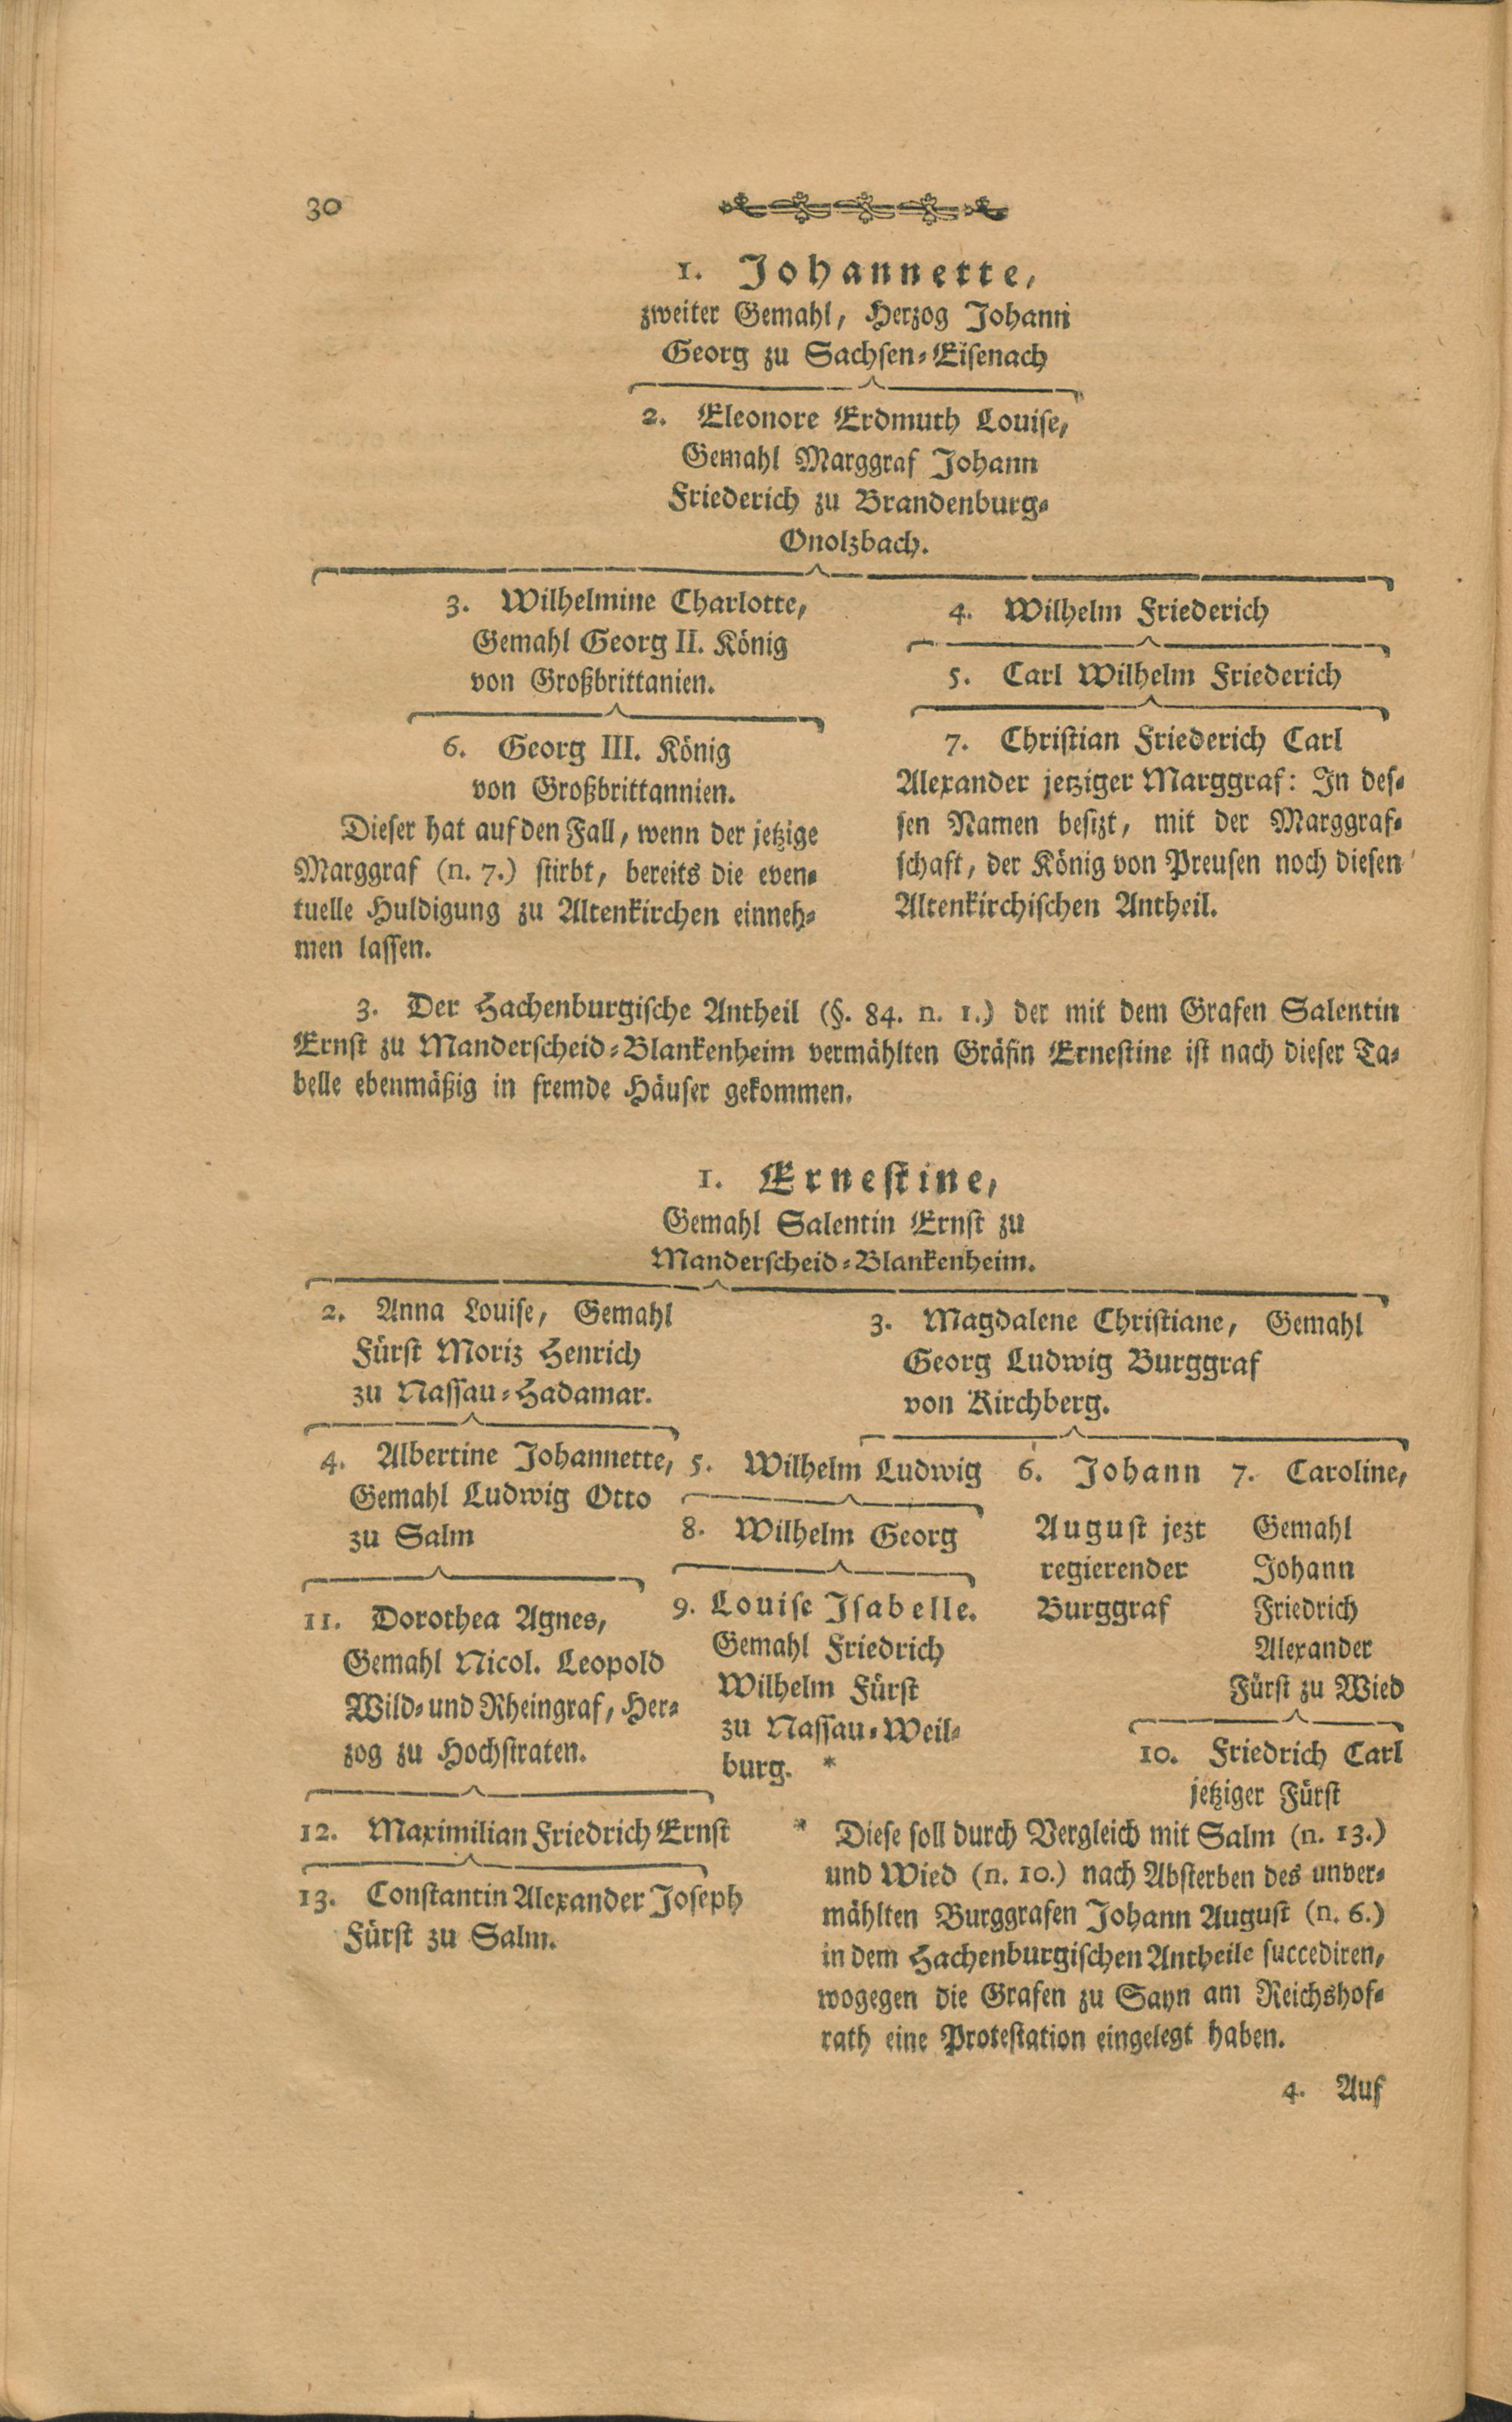 30
1. Johannette,
zweiter Gemahl, Herzog Johann
Georg zu Sachsen-Eisenach
2. Eleonore Erdmuth Louise,
Gemahl Marggraf Johann
Friederich zu Brandenburg-
Onolzbach.
3. Wilhelmine Charlotte,
Gemahl Georg II. König
von Großbrittanien.
6. Georg III. König
von Großbrittannien.
Dieser hat auf den Fall, wenn der jetzige
Marggraf (n. 7.) stirbt, bereits die even-
tuelle Huldigung zu Altenkirchen einneh-
men lassen.
4. Wilhelm Friederich
5. Carl Wilhelm Friederich
7. Christian Friederich Carl
Alexander jetziger Marggraf: In des-
sen Namen besizt, mit der Marggraf-
schaft, der König von Preusen noch diesen
Altenkirchischen Antheil.
3. Der Hachenburgische Antheil (§. 84. n. 1.) der mit dem Grafen Salentin
Ernst zu Manderscheid-Blankenheim vermählten Gräfin Ernestine ist nach dieser Ta-
belle ebenmäßig in fremde Häuser gekommen.
1. Ernestine,
Gemahl Salentin Ernst zu
Manderscheid-Blankenheim.
2. Anna Louise, Gemahl
Fürst Moriz Henrich
zu Nassau-Hadamar.
4. Albertine Johannette,
Gemahl Ludwig Otto
zu Salm
11. Dorothea Agnes,
Gemahl Nicol. Leopold
Wild- und Rheingraf, Her-
zog zu Hochstraten.
12. Maximilian Friedrich Ernst
13. Constantin Alexander Joseph
Fürst zu Salm.
3. Magdalene Christiane, Gemahl
Georg Ludwig Burggraf
von Kirchberg.
5. Wilhelm Ludwig
8. Wilhelm Georg
9. Louise Isabelle.
Gemahl Friedrich
Wilhelm Fürst
zu Nassau-Weil-
burg. *
6. Johann
August jezt
regierender
Burggraf
7. Caroline,
Gemahl
Johann
Friedrich
Alexander
Fürst zu Wied
10. Friedrich Carl
jetziger Fürst
* Diese soll durch Vergleich mit Salm (n. 13.)
und Wied (n. 10.) nach Absterben des unver-
mählten Burggrafen Johann August (n. 6.)
in dem Hachenburgischen Antheile succediren,
wogegen die Grafen zu Sayn am Reichshof-
rath eine Protestation eingelegt haben.
4. Auf